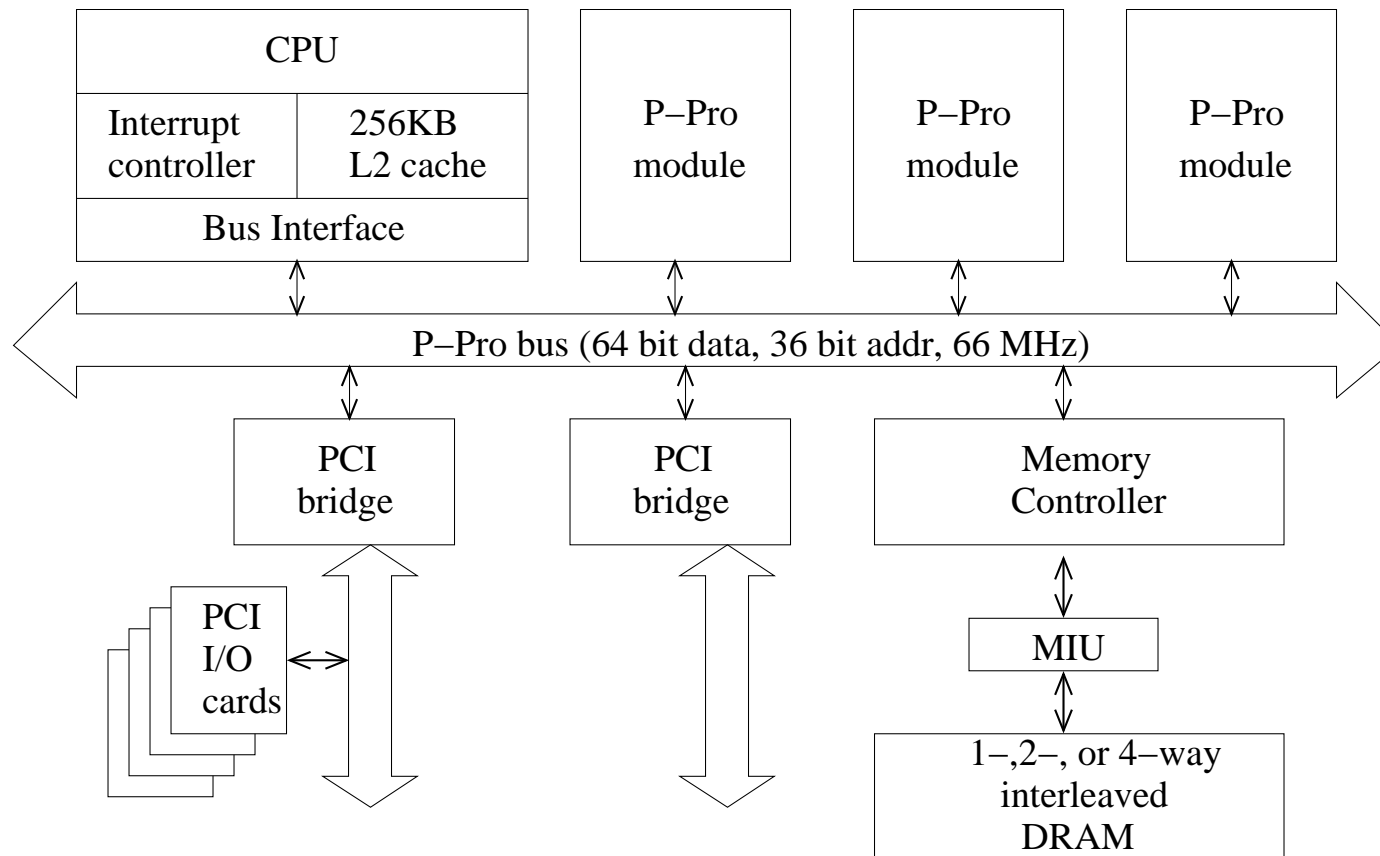 CPU
Interrupt
controller
256KB
L2 cache
Bus Interface
P−Pro
module
P−Pro
module
P−Pro
module
P−Pro bus (64 bit data, 36 bit addr, 66 MHz)
PCI
bridge
PCI
bridge
Memory
Controller
PCI
I/O
cards
MIU
1−,2−, or 4−way
interleaved
DRAM